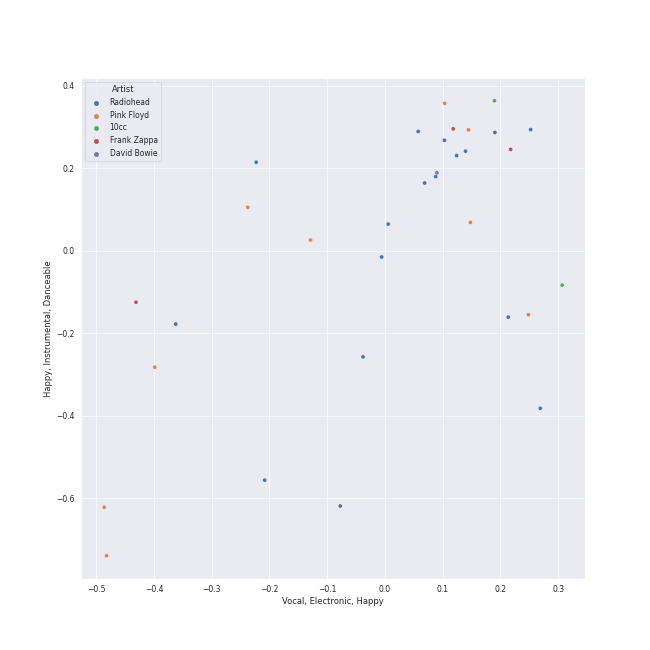 Artist
Radiohead
Pink Floyd
10cc
Frank Zappa
David Bowie
0.4
0.2
0.0
−0.2
−0.4
−0.6
Happy, Instrumental, Danceable
−0.5 −0.4 −0.3 −0.2 −0.1 0.0 0.1 0.2 0.3
Vocal, Electronic, Happy